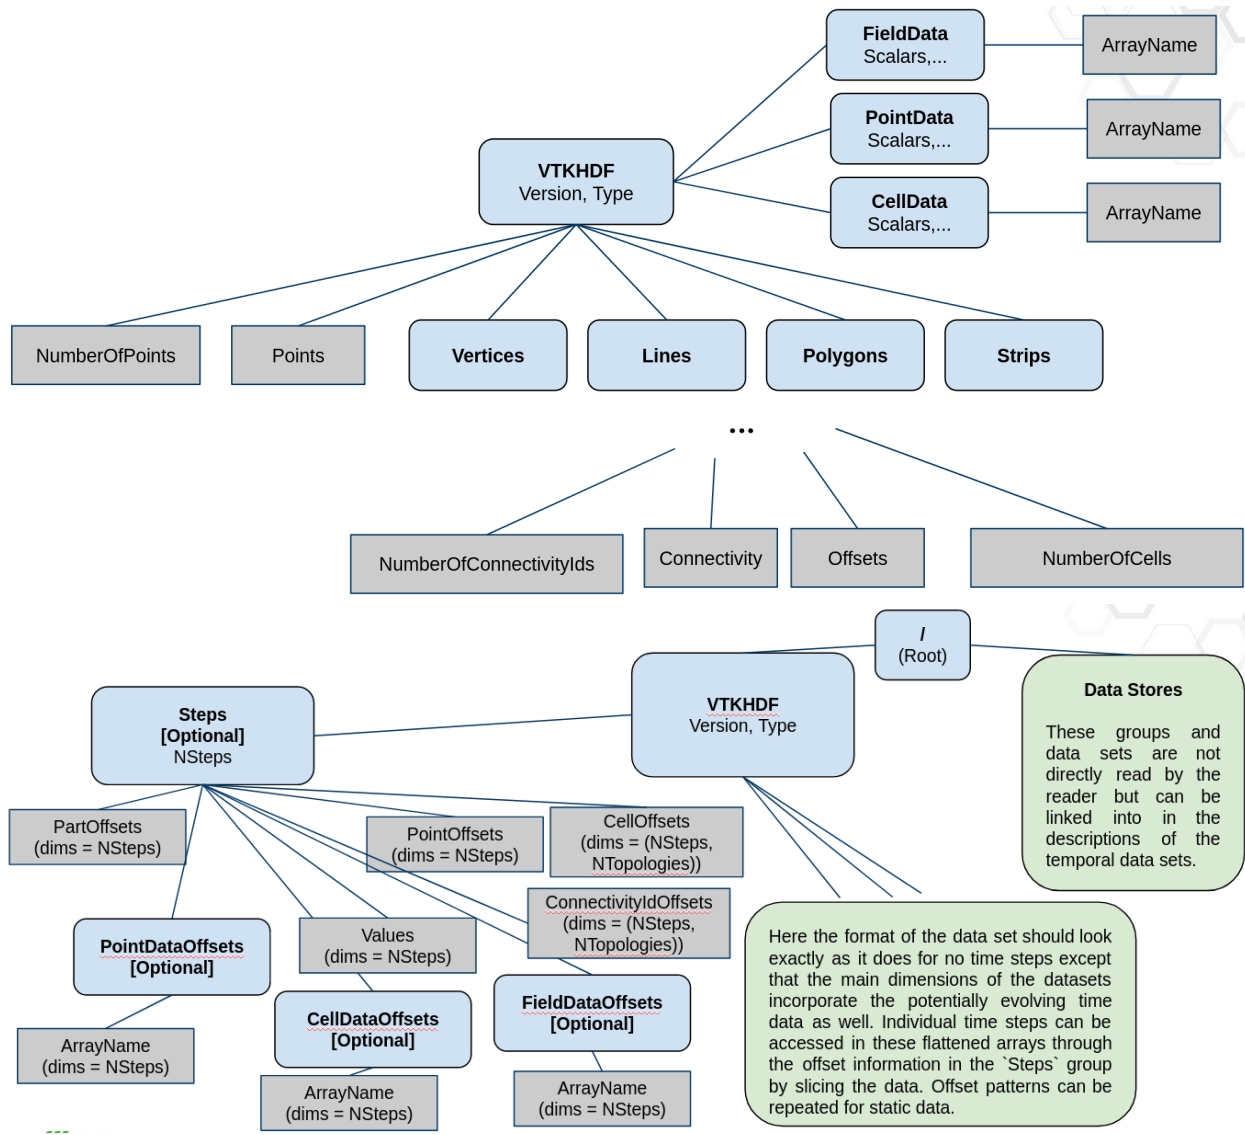 FieldData
Scalars,...
ArrayName
PointData
Scalars,...
ArrayName
VTKHDF
Version, Type
CellData
Scalars,...
ArrayName
NumberOfPoints
Points
Vertices
Lines
Polygons
Strips
...
NumberOfConnectivityIds
Connectivity
Offsets
NumberOfCells
/
(Root)
VTKHDF
Version, Type
Data Stores
These groups and
data sets are not
directly read by the
reader but can be
linked into in the
descriptions of the
temporal data sets.
Steps
[Optional]
NSteps
PartOffsets
(dims = NSteps)
PointOffsets
(dims = NSteps)
CellOffsets
(dims = (NSteps,
NTopologies))
ConnectivityIdOffsets
(dims = (NSteps,
NTopologies))
PointDataOffsets
[Optional]
Values
(dims = NSteps)
CellDataOffsets
[Optional]
FieldDataOffsets
[Optional]
ArrayName
(dims = NSteps)
ArrayName
(dims = NSteps)
ArrayName
(dims = NSteps)
Here the format of the data set should look
exactly as it does for no time steps except
that the main dimensions of the datasets
incorporate the potentially evolving time
data as well. Individual time steps can be
accessed in these flattened arrays through
the offset information in the `Steps` group
by slicing the data. Offset patterns can be
repeated for static data.